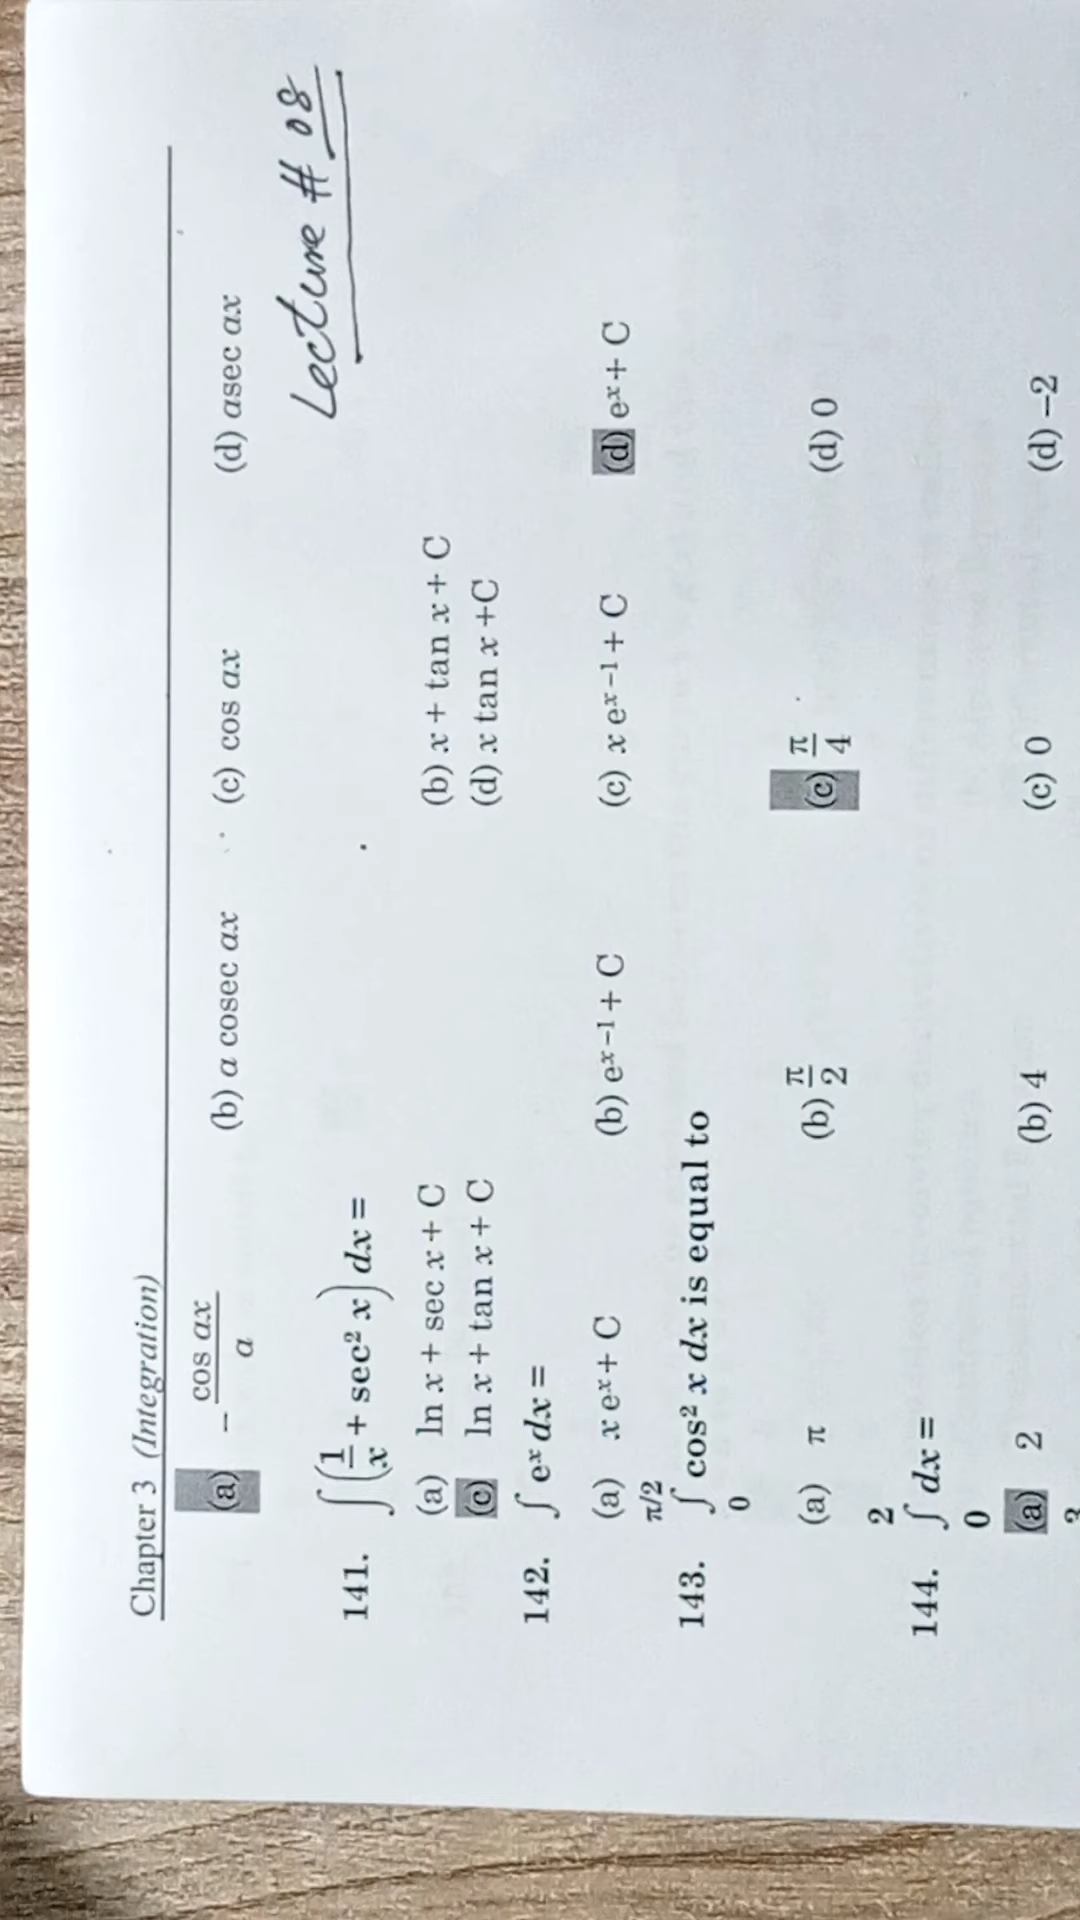 Chapter 3 (Integration)
(a) − cos ax / a (b) a cosec ax (c) cos ax (d) asec ax
Lecture # 08
141. ∫(1/x + sec² x) dx =
(a) ln x + sec x + C (b) x + tan x + C
(c) ln x + tan x + C (d) x tan x +C
142. ∫ eˣ dx =
(a) x eˣ + C (b) eˣ⁻¹ + C (c) x eˣ⁻¹ + C (d) eˣ + C
143. ∫₀^π/2 cos² x dx is equal to
(a) π (b) π/2 (c) π/4 (d) 0
144. ∫₀² dx =
(a) 2 (b) 4 (c) 0 (d) −2